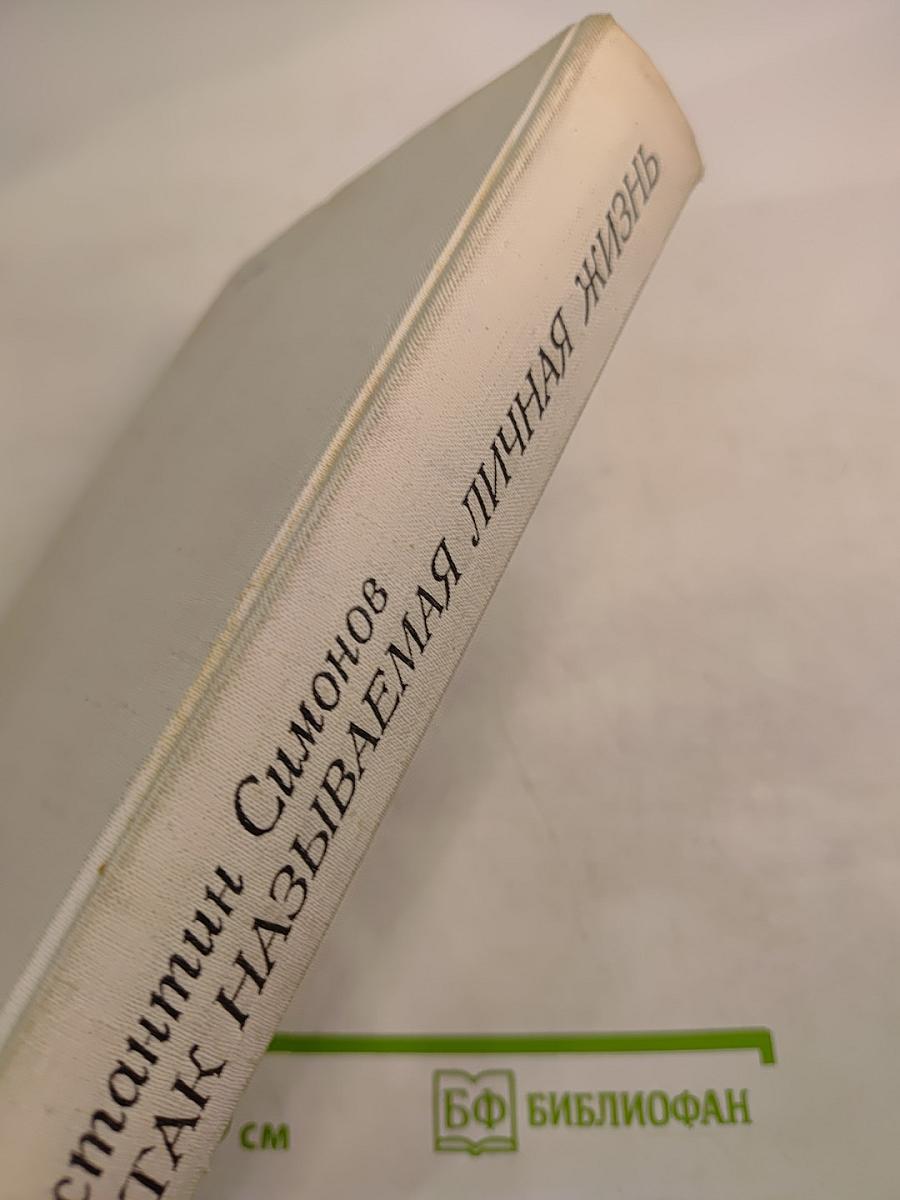 стантин Симонов
ТАК НАЗЫВАЕМАЯ ЛИЧНАЯ ЖИЗНЬ
см
БФ БИБЛИОФАН